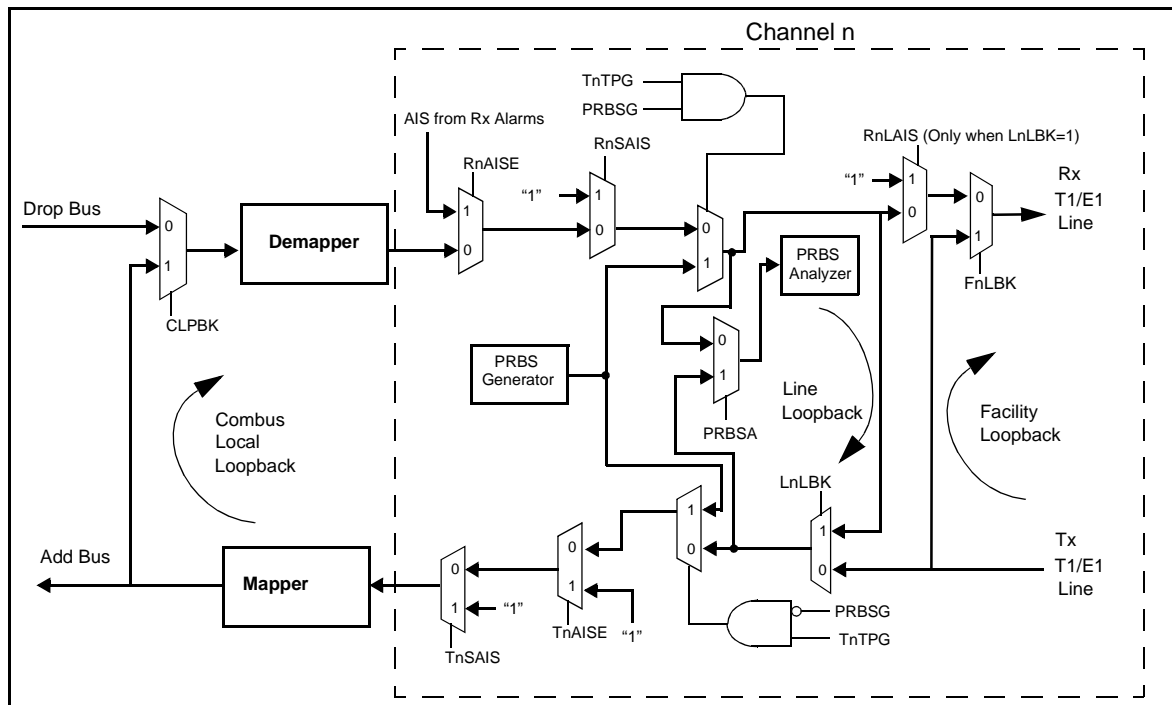 Channel n
TnTPG
PRBSG
AIS from Rx Alarms
RnAISE
RnSAIS
RnLAIS (Only when LnLBK=1)
"1"
1
0
"1"
1
0
1
0
0
1
Rx
T1/E1
Line
Drop Bus
0
1
Demapper
0
1
PRBS
Analyzer
FnLBK
CLPBK
PRBS
Generator
0
1
PRBSA
Line
Loopback
Facility
Loopback
Combus
Local
Loopback
LnLBK
1
0
1
0
Add Bus
Mapper
0
1
"1"
TnSAIS
0
1
TnAISE
"1"
PRBSG
TnTPG
Tx
T1/E1
Line